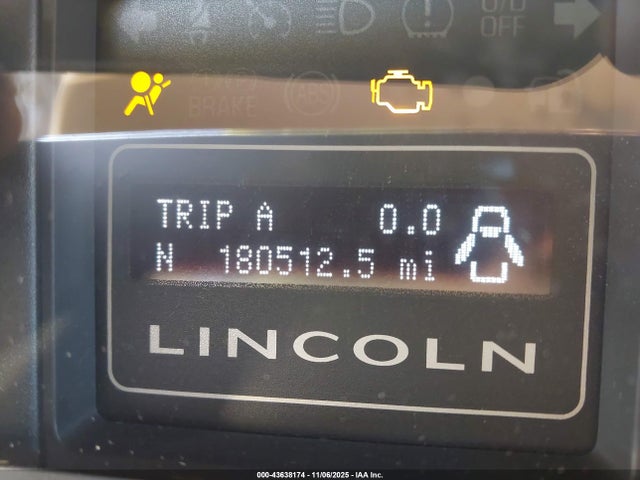 O/D
OFF
BRAKE
ABS
TRIP A 0.0
N 180512.5 mi
LINCOLN
000-43638174 - 11/06/2025 - IAA Inc.